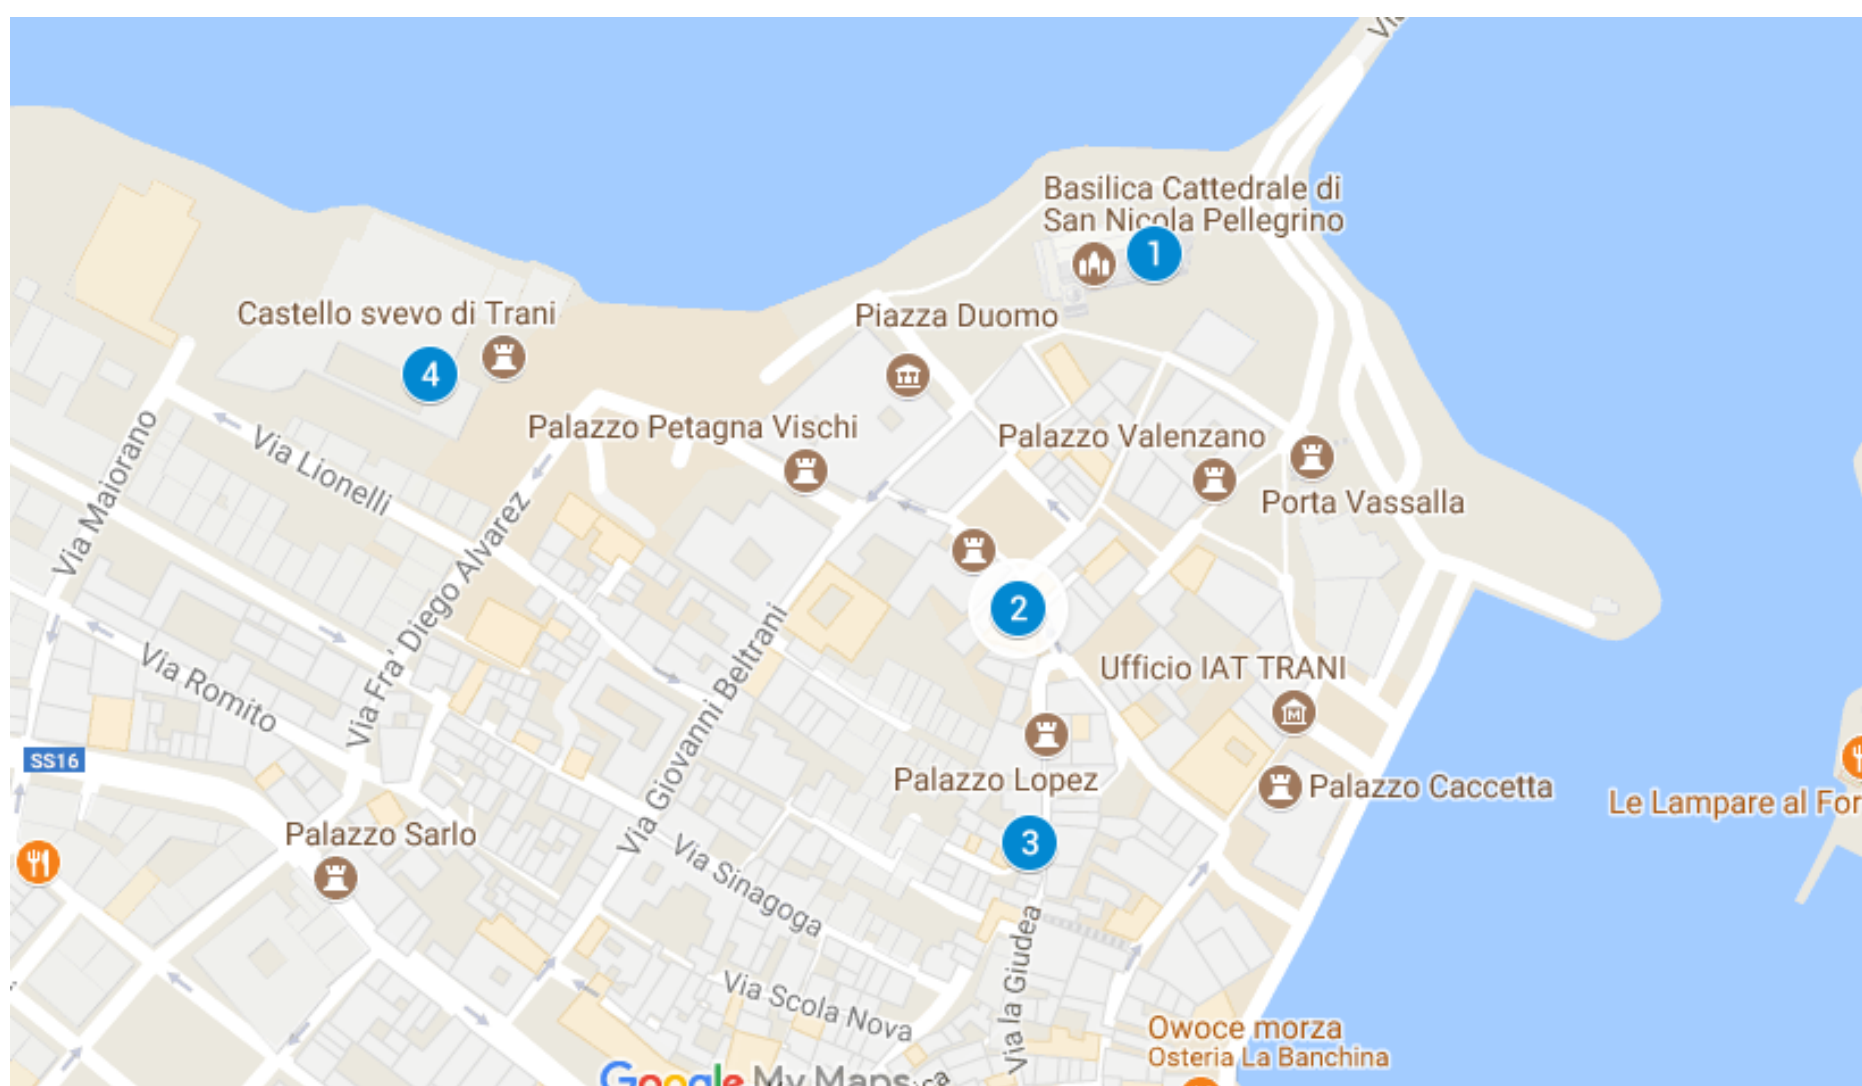 Basilica Cattedrale di
San Nicola Pellegrino
1
Castello svevo di Trani
Piazza Duomo
4
Palazzo Petagna Vischi
Palazzo Valenzano
Via Lionelli
Via Maiorano
Porta Vassalla
Via Fra' Diego Alvarez
2
Via Giovanni Beltrani
Ufficio IAT TRANI
Via Romito
SS16
Palazzo Lopez
Palazzo Caccetta
Le Lampare al For
Palazzo Sarlo
3
Via Sinagoga
Via la Giudea
Via Scola Nova
Owoce morza
Osteria La Banchina
Google My Maps